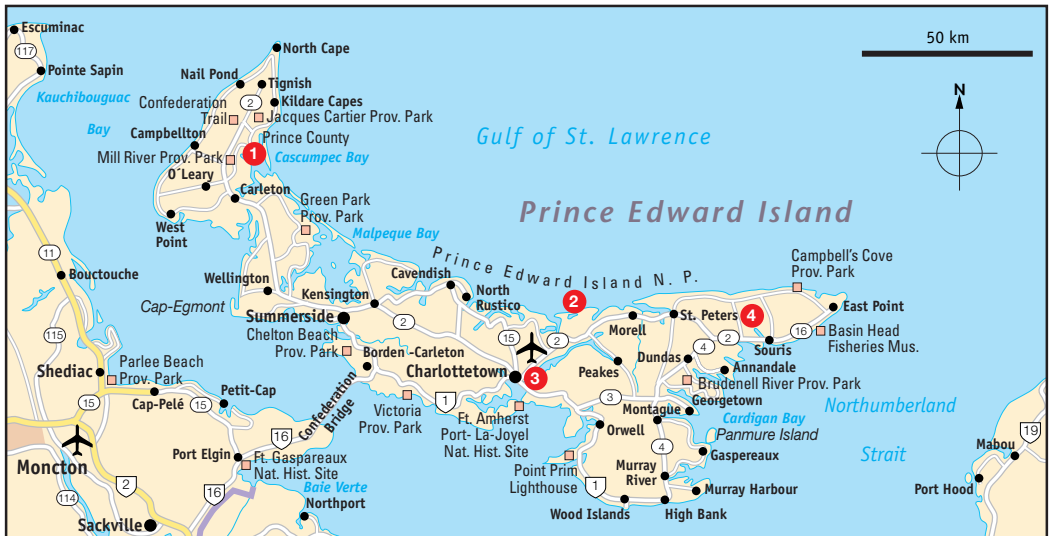 Escuminac
117
Pointe Sapin
Kauchibouguac
Bay
North Cape
Nail Pond
Tignish
2
Kildare Capes
Confederation
Trail
Jacques Cartier Prov. Park
Campbellton
Prince County
Mill River Prov. Park
1
Cascumpec Bay
O´Leary
Carleton
West
Point
Green Park
Prov. Park
Malpeque Bay
Gulf of St. Lawrence
50 km
N
Prince Edward Island
11
Bouctouche
115
Wellington
Cap-Egmont
Kensington
Summerside
Chelton Beach
Prov. Park
Cavendish
North
Rustico
Prince Edward Island N. P.
2
2
15
2
Campbell's Cove
Prov. Park
East Point
St. Peters
4
Morell
16
Basin Head
Fisheries Mus.
Souris
4
2
Dundas
Annandale
Peakes
Brudenell River Prov. Park
Georgetown
Borden -Carleton
Charlottetown
3
Shediac
Parlee Beach
Prov. Park
15
Cap-Pelé
15
Petit-Cap
Confederation
Bridge
Victoria
Prov. Park
1
Ft. Amherst
Port- La-Joyel
Nat. Hist. Site
3
Montague
Cardigan Bay
Panmure Island
Northumberland
Strait
Orwell
4
Gaspereaux
Point Prim
Lighthouse
1
Murray
River
Murray Harbour
Wood Islands
High Bank
Moncton
2
114
Sackville
Port Elgin
16
16
Ft. Gaspareaux
Nat. Hist. Site
Baie Verte
Northport
19
Mabou
Port Hood